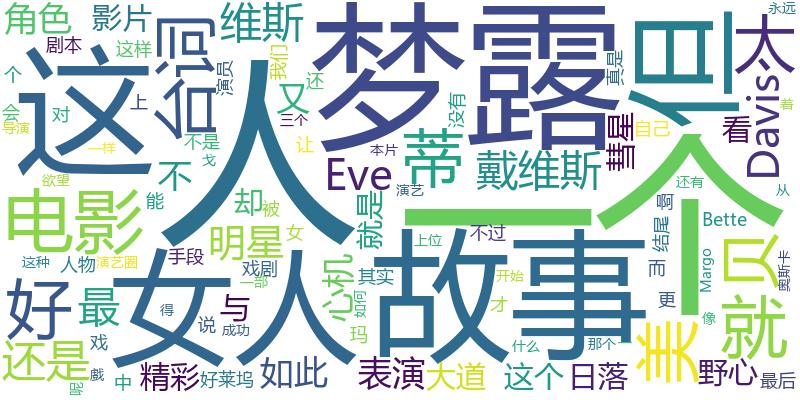 角色
影片
维斯
台词
梦露
但
太
永远
剧本
这样
个
会
对
上
导演
一样
不是
戈
演员
我们
又
还
三个
让
没有
真是
彗星
自己
看
Davis
着
这
人
一个
欲望
能
不
却
被
Eve
蒂
戴维斯
本片
演艺
还有
从
电影
明星
女
就是
不过
结尾
Bette
贝
这种
人物
演艺圈
手段
戏剧
一部
心机
其实
上位
而
更
Margo
奥斯卡
好
最
女人
故事
美
就
与
玛
如何
开始
才
像
得
说
成功
什么
那个
还是
戏
中
精彩
好莱坞
如此
表演
大道
这个
日落
野心
最后